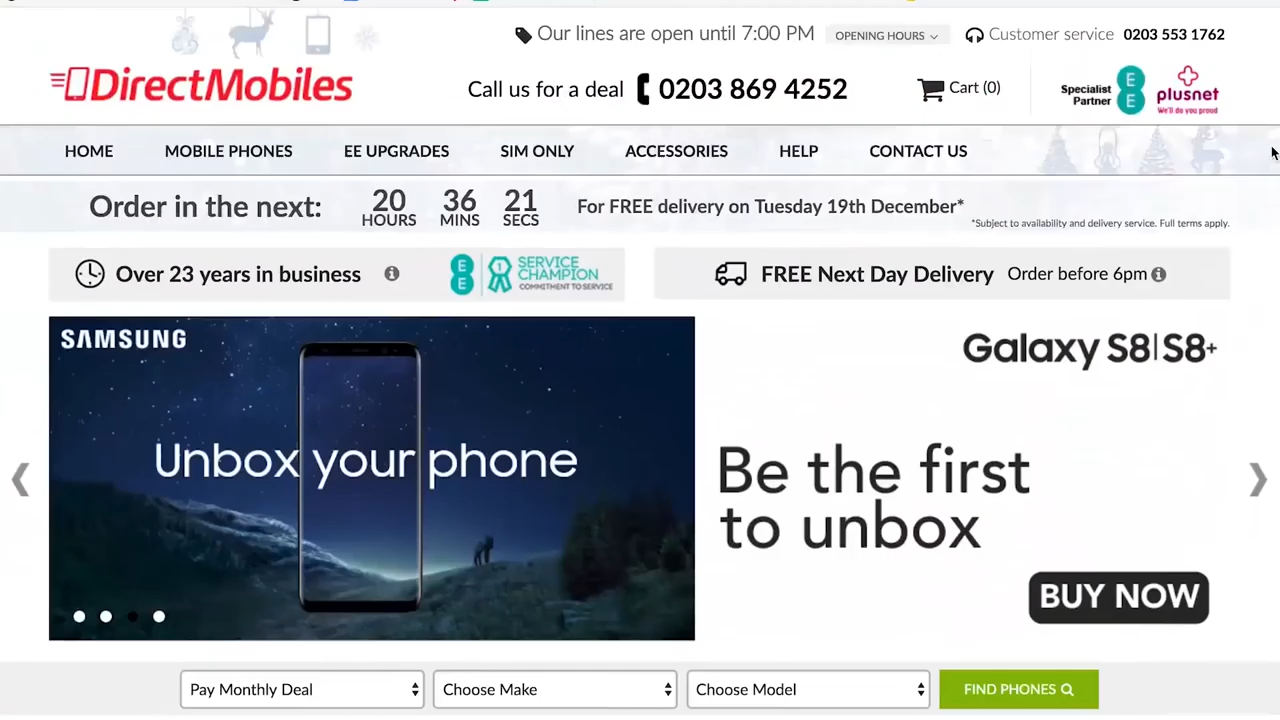 Our lines are open until 7:00 PM OPENING HOURS Customer service 0203 553 1762
DirectMobiles
Call us for a deal 0203 869 4252 Cart (0)
Specialist Partner
EE
plusnet
We'll do you proud
HOME MOBILE PHONES EE UPGRADES SIM ONLY ACCESSORIES HELP CONTACT US
Order in the next: 20 HOURS 36 MINS 21 SECS For FREE delivery on Tuesday 19th December*
*Subject to availability and delivery service. Full terms apply.
Over 23 years in business
EE
1
SERVICE
CHAMPION
COMMITMENT TO SERVICE
FREE Next Day Delivery Order before 6pm
SAMSUNG
Unbox your phone
Galaxy S8|S8+
Be the first
to unbox
BUY NOW
Pay Monthly Deal Choose Make Choose Model FIND PHONES